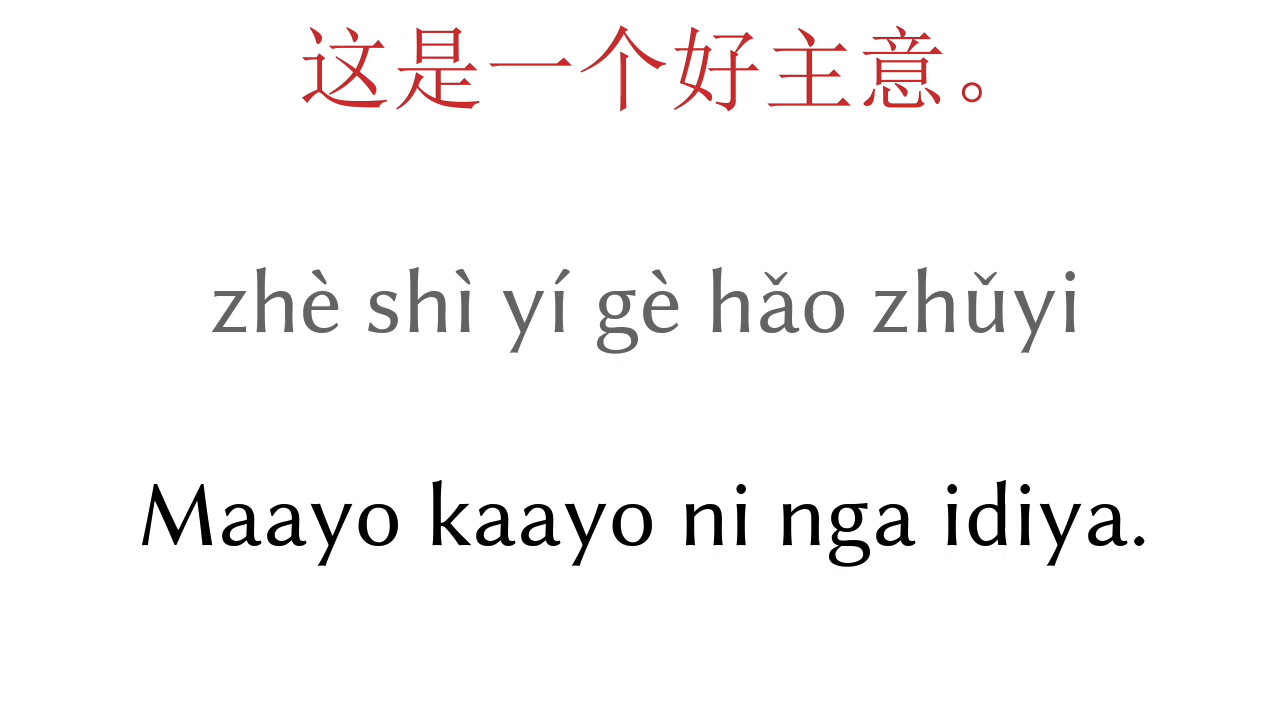 这是一个好主意。
zhè shì yí gè hǎo zhǔyi
Maayo kaayo ni nga idiya.